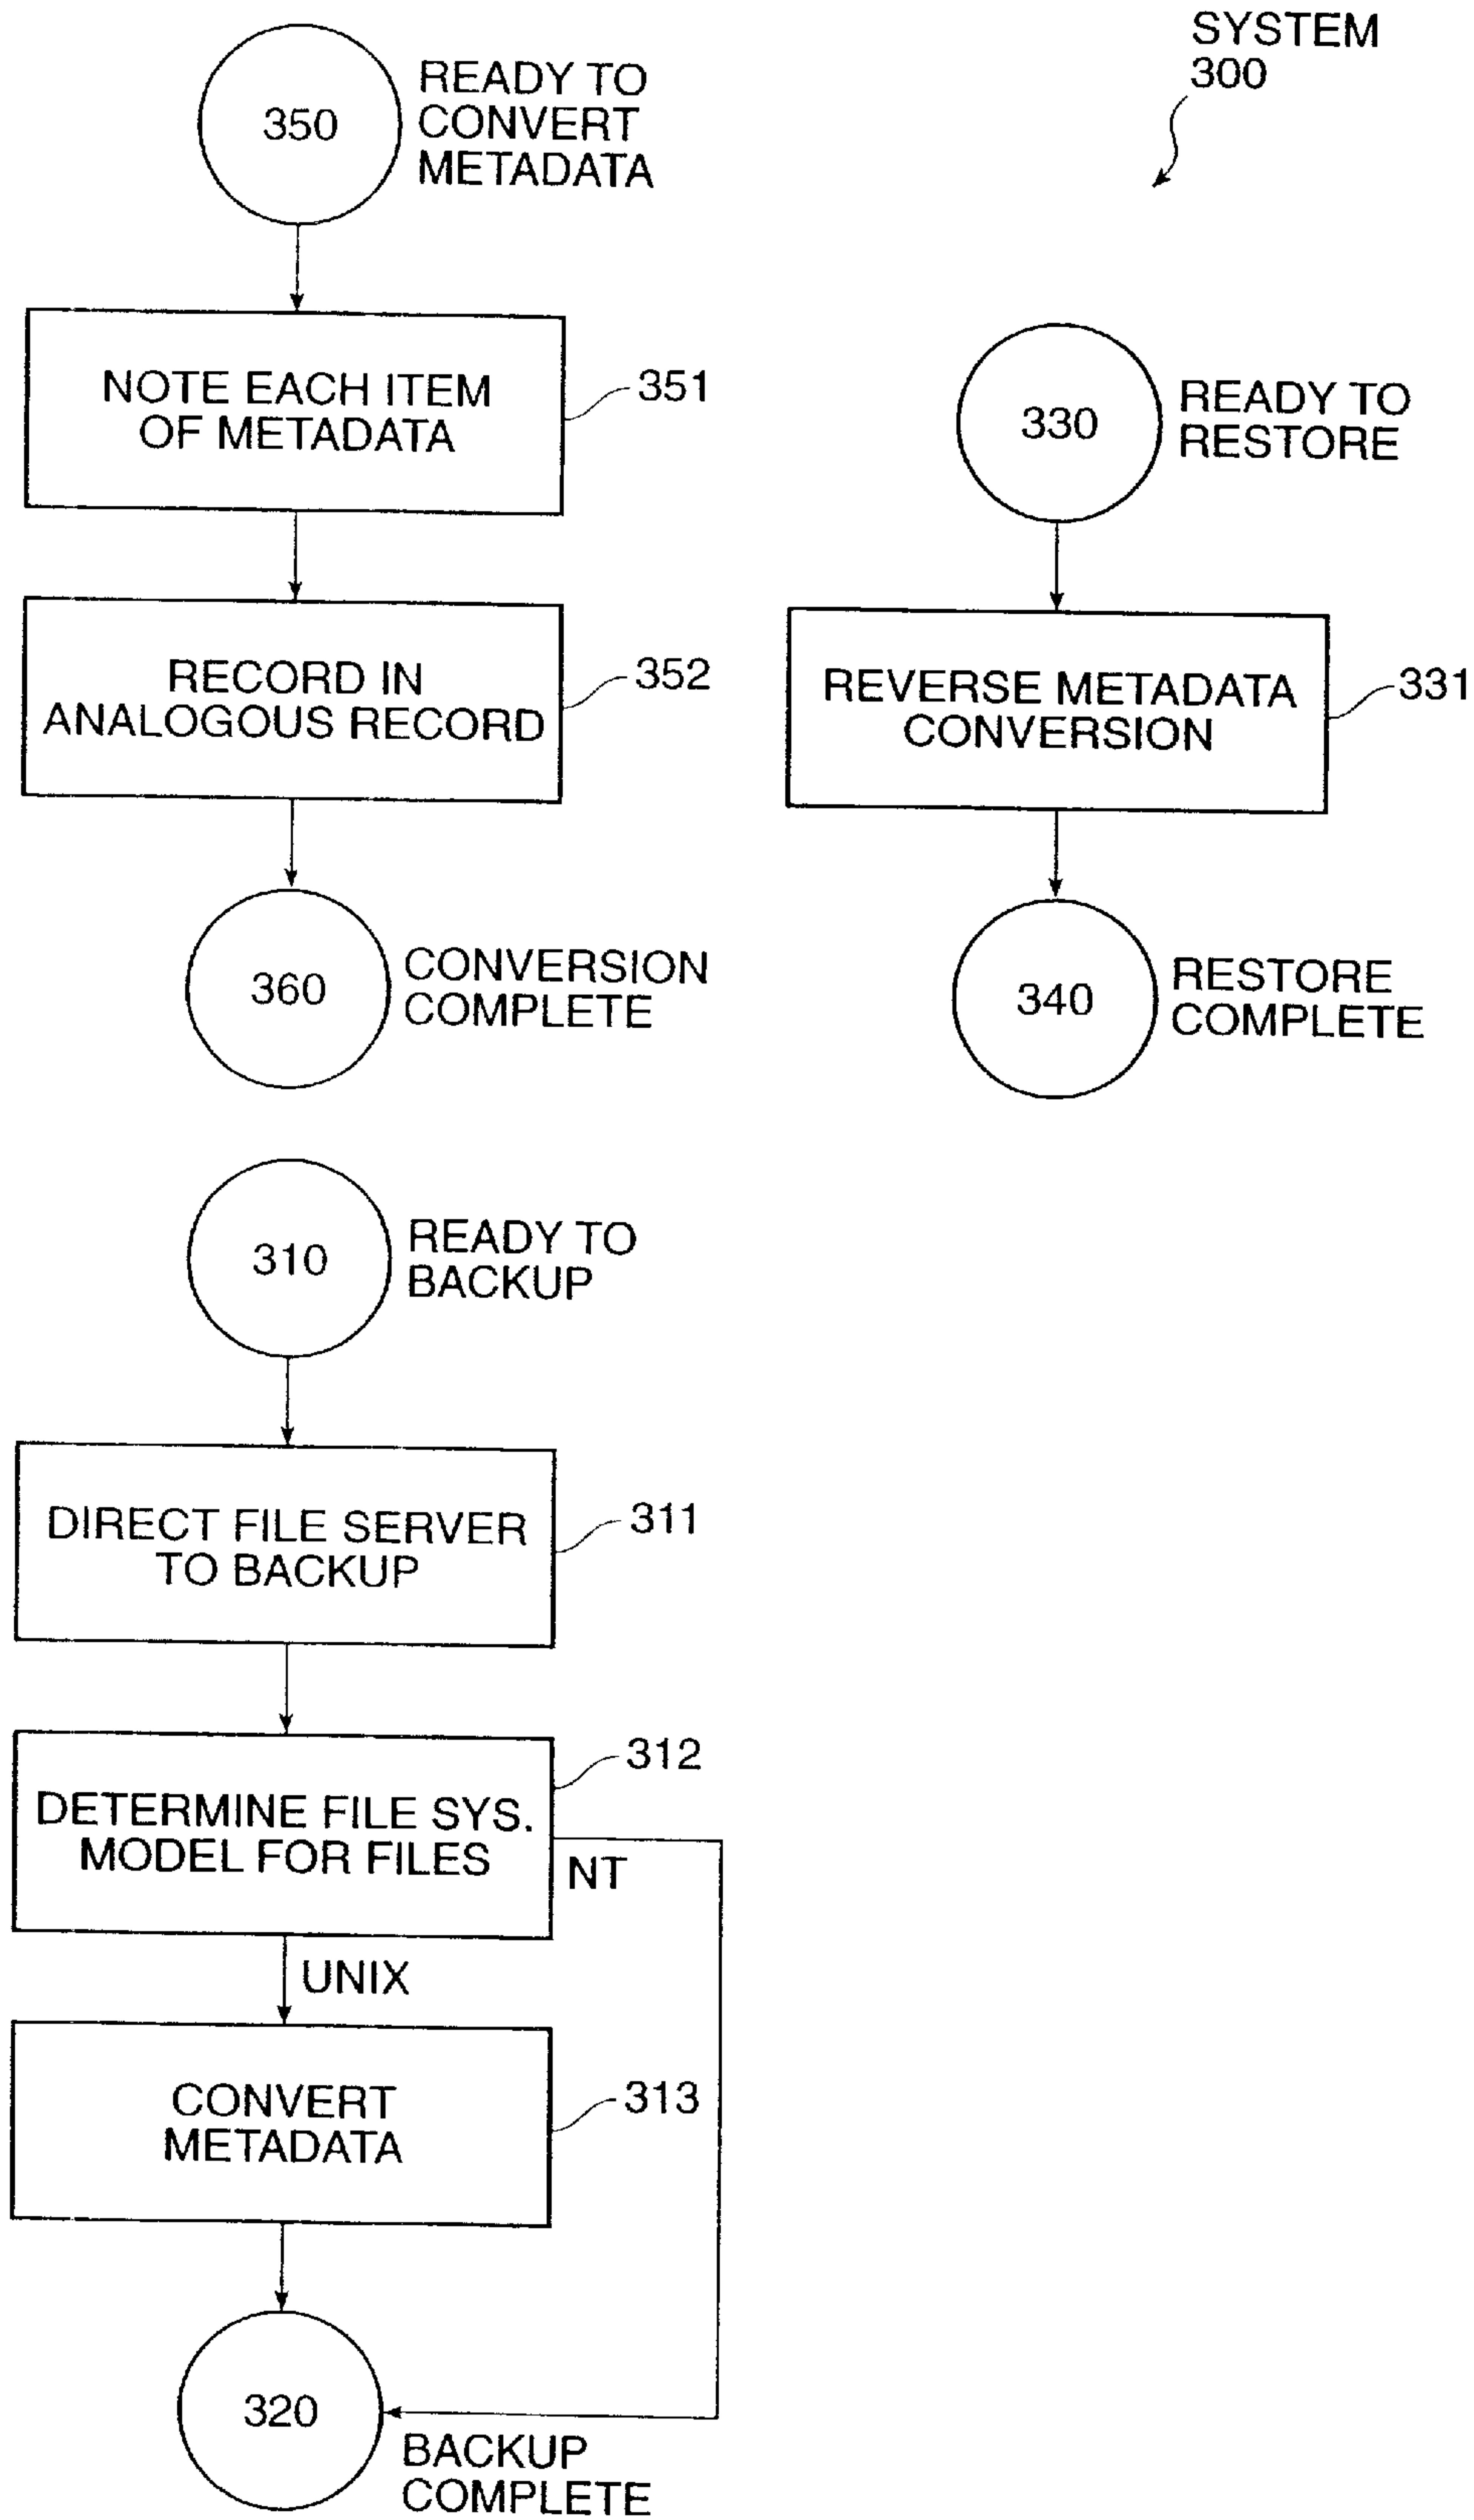 SYSTEM
300
350
READY TO
CONVERT
METADATA
NOTE EACH ITEM
OF METADATA
351
RECORD IN
ANALOGOUS RECORD
352
360
CONVERSION
COMPLETE
330
READY TO
RESTORE
REVERSE METADATA
CONVERSION
331
340
RESTORE
COMPLETE
310
READY TO
BACKUP
DIRECT FILE SERVER
TO BACKUP
311
DETERMINE FILE SYS.
MODEL FOR FILES
312
NT
UNIX
CONVERT
METADATA
313
320
BACKUP
COMPLETE